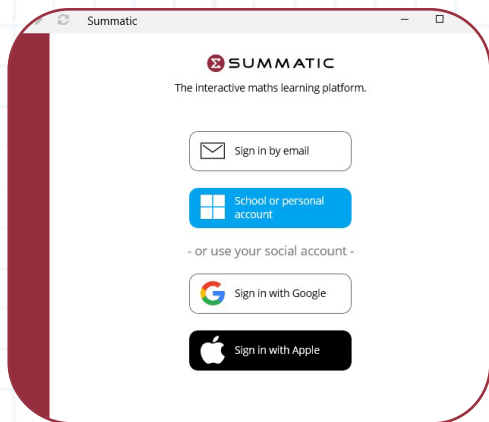 Summatic
SUMMATIC
The interactive maths learning platform.
Sign in by email
School or personal
account
- or use your social account -
Sign in with Google
Sign in with Apple